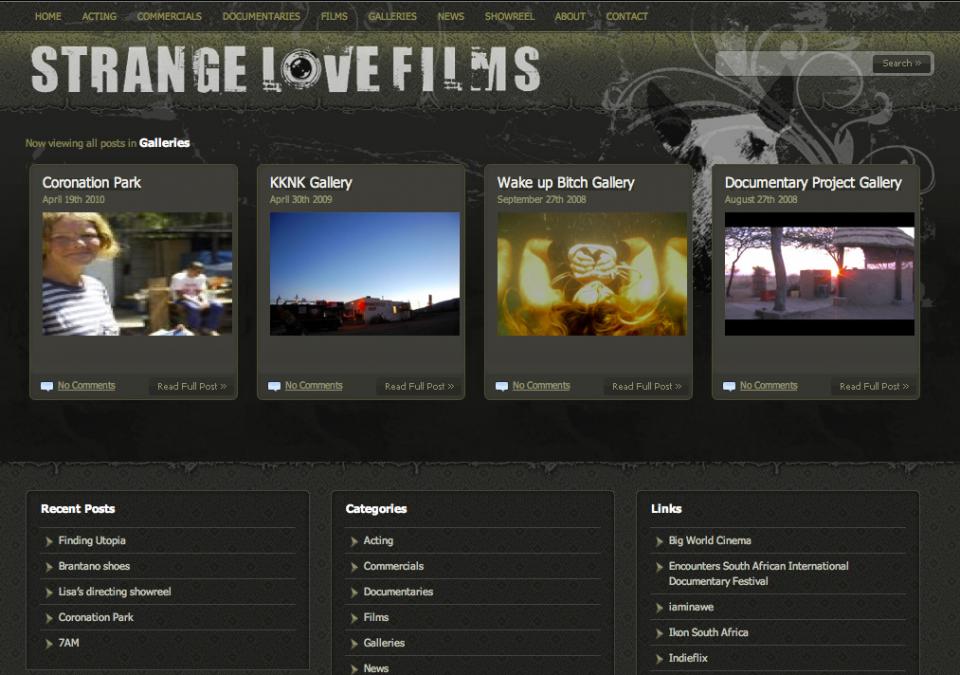 HOME ACTING COMMERCIALS DOCUMENTARIES FILMS GALLERIES NEWS SHOWREEL ABOUT CONTACT
STRANGE LOVE FILMS
Search »
Now viewing all posts in Galleries
Coronation Park
April 19th 2010
No Comments
Read Full Post »
KKNK Gallery
April 30th 2009
No Comments
Read Full Post »
Wake up Bitch Gallery
September 27th 2008
No Comments
Read Full Post »
Documentary Project Gallery
August 27th 2008
No Comments
Read Full Post »
Recent Posts
Finding Utopia
Brantano shoes
Lisa's directing showreel
Coronation Park
7AM
Categories
Acting
Commercials
Documentaries
Films
Galleries
News
Links
Big World Cinema
Encounters South African International
Documentary Festival
iaminawe
Ikon South Africa
Indieflix